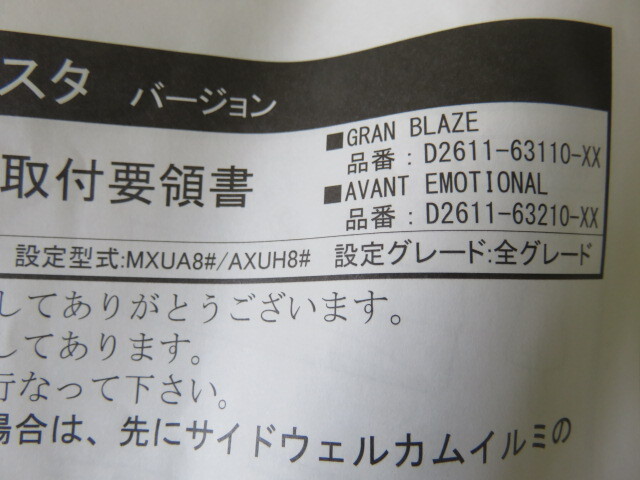 スタ バージョン
■GRAN BLAZE
品番：D2611-63110-XX
取付要領書
■AVANT EMOTIONAL
品番：D2611-63210-XX
設定型式:MXUA8#/AXUH8# 設定グレード:全グレード
してありがとうございます。
してあります。
行なって下さい。
場合は、先にサイドウェルカムイルミの